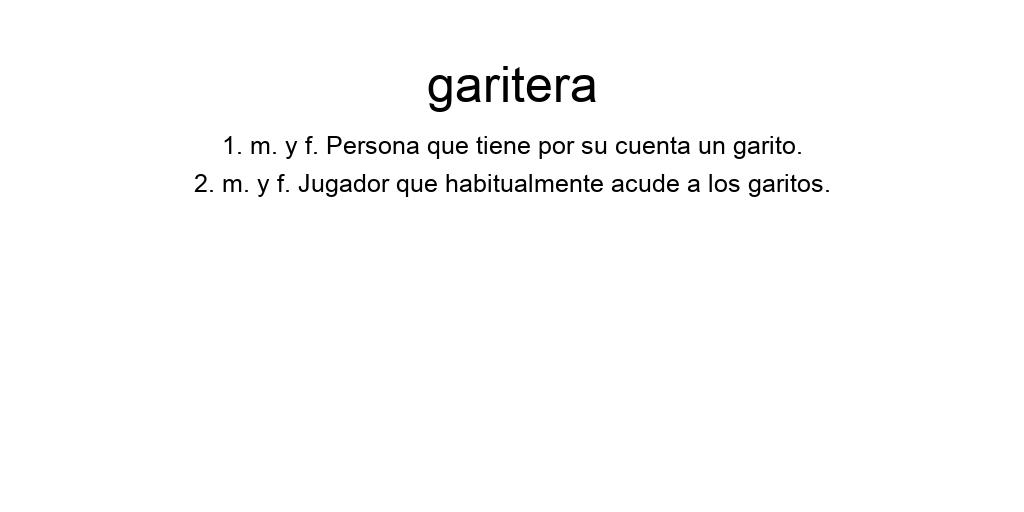 garitera
1. m. y f. Persona que tiene por su cuenta un garito.
2. m. y f. Jugador que habitualmente acude a los garitos.